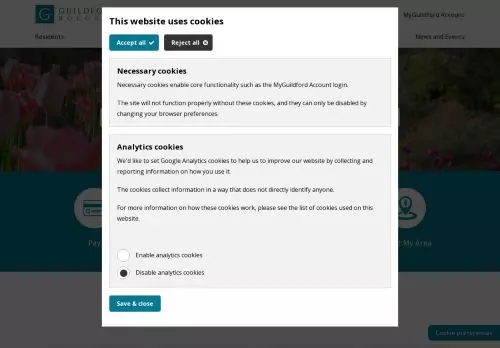 GUILDFO
BOROU
MyGuildford Account
Residents
News and Events
This website uses cookies
Accept all
Reject all
Necessary cookies
Necessary cookies enable core functionality such as the MyGuildford Account login.
The site will not function properly without these cookies, and they can only be disabled by
changing your browser preferences.
Analytics cookies
We'd like to set Google Analytics cookies to help us to improve our website by collecting and
reporting information on how you use it.
The cookies collect information in a way that does not directly identify anyone.
For more information on how these cookies work, please see the list of cookies used on this
website.
Enable analytics cookies
Disable analytics cookies
Pay
t My Area
Save & close
Cookie preferences